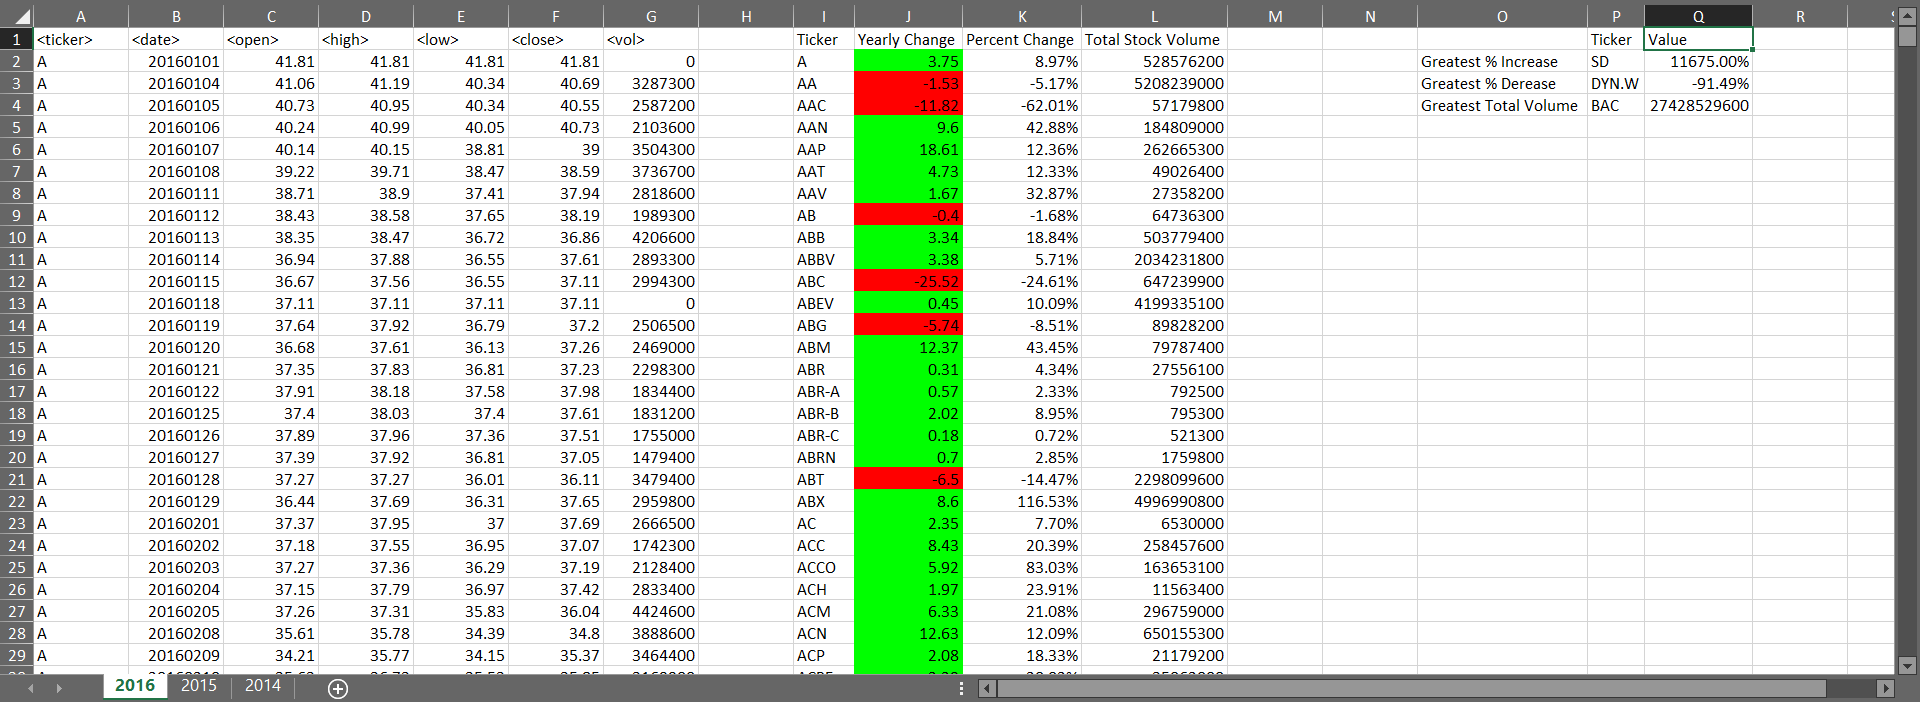 A B C D E F G H I J K L M N O P Q R
1 <ticker> <date> <open> <high> <low> <close> <vol> Ticker Yearly Change Percent Change Total Stock Volume Ticker Value
2 A 20160101 41.81 41.81 41.81 41.81 0 A 3.75 8.97% 528576200 Greatest % Increase SD 11675.00%
3 A 20160104 41.06 41.19 40.34 40.69 3287300 AA -1.53 -5.17% 5208239000 Greatest % Derease DYN.W -91.49%
4 A 20160105 40.73 40.95 40.34 40.55 2587200 AAC -11.82 -62.01% 57179800 Greatest Total Volume BAC 27428529600
5 A 20160106 40.24 40.99 40.05 40.73 2103600 AAN 9.6 42.88% 184809000
6 A 20160107 40.14 40.15 38.81 39 3504300 AAP 18.61 12.36% 262665300
7 A 20160108 39.22 39.71 38.47 38.59 3736700 AAT 4.73 12.33% 49026400
8 A 20160111 38.71 38.9 37.41 37.94 2818600 AAV 1.67 32.87% 27358200
9 A 20160112 38.43 38.58 37.65 38.19 1989300 AB -0.4 -1.68% 64736300
10 A 20160113 38.35 38.47 36.72 36.86 4206600 ABB 3.34 18.84% 503779400
11 A 20160114 36.94 37.88 36.55 37.61 2893300 ABBV 3.38 5.71% 2034231800
12 A 20160115 36.67 37.56 36.55 37.11 2994300 ABC -25.52 -24.61% 647239900
13 A 20160118 37.11 37.11 37.11 37.11 0 ABEV 0.45 10.09% 4199335100
14 A 20160119 37.64 37.92 36.79 37.2 2506500 ABG -5.74 -8.51% 89828200
15 A 20160120 36.68 37.61 36.13 37.26 2469000 ABM 12.37 43.45% 79787400
16 A 20160121 37.35 37.83 36.81 37.23 2298300 ABR 0.31 4.34% 27556100
17 A 20160122 37.91 38.18 37.58 37.98 1834400 ABR-A 0.57 2.33% 792500
18 A 20160125 37.4 38.03 37.4 37.61 1831200 ABR-B 2.02 8.95% 795300
19 A 20160126 37.89 37.96 37.36 37.51 1755000 ABR-C 0.18 0.72% 521300
20 A 20160127 37.39 37.92 36.81 37.05 1479400 ABRN 0.7 2.85% 1759800
21 A 20160128 37.27 37.27 36.01 36.11 3479400 ABT -6.5 -14.47% 2298099600
22 A 20160129 36.44 37.69 36.31 37.65 2959800 ABX 8.6 116.53% 4996990800
23 A 20160201 37.37 37.95 37 37.69 2666500 AC 2.35 7.70% 6530000
24 A 20160202 37.18 37.55 36.95 37.07 1742300 ACC 8.43 20.39% 258457600
25 A 20160203 37.27 37.36 36.29 37.19 2128400 ACCO 5.92 83.03% 163653100
26 A 20160204 37.15 37.79 36.97 37.42 2833400 ACH 1.97 23.91% 11563400
27 A 20160205 37.26 37.31 35.83 36.04 4424600 ACM 6.33 21.08% 296759000
28 A 20160208 35.61 35.78 34.39 34.8 3888600 ACN 12.63 12.09% 650155300
29 A 20160209 34.21 35.77 34.15 35.37 3464400 ACP 2.08 18.33% 21179200
2016 2015 2014